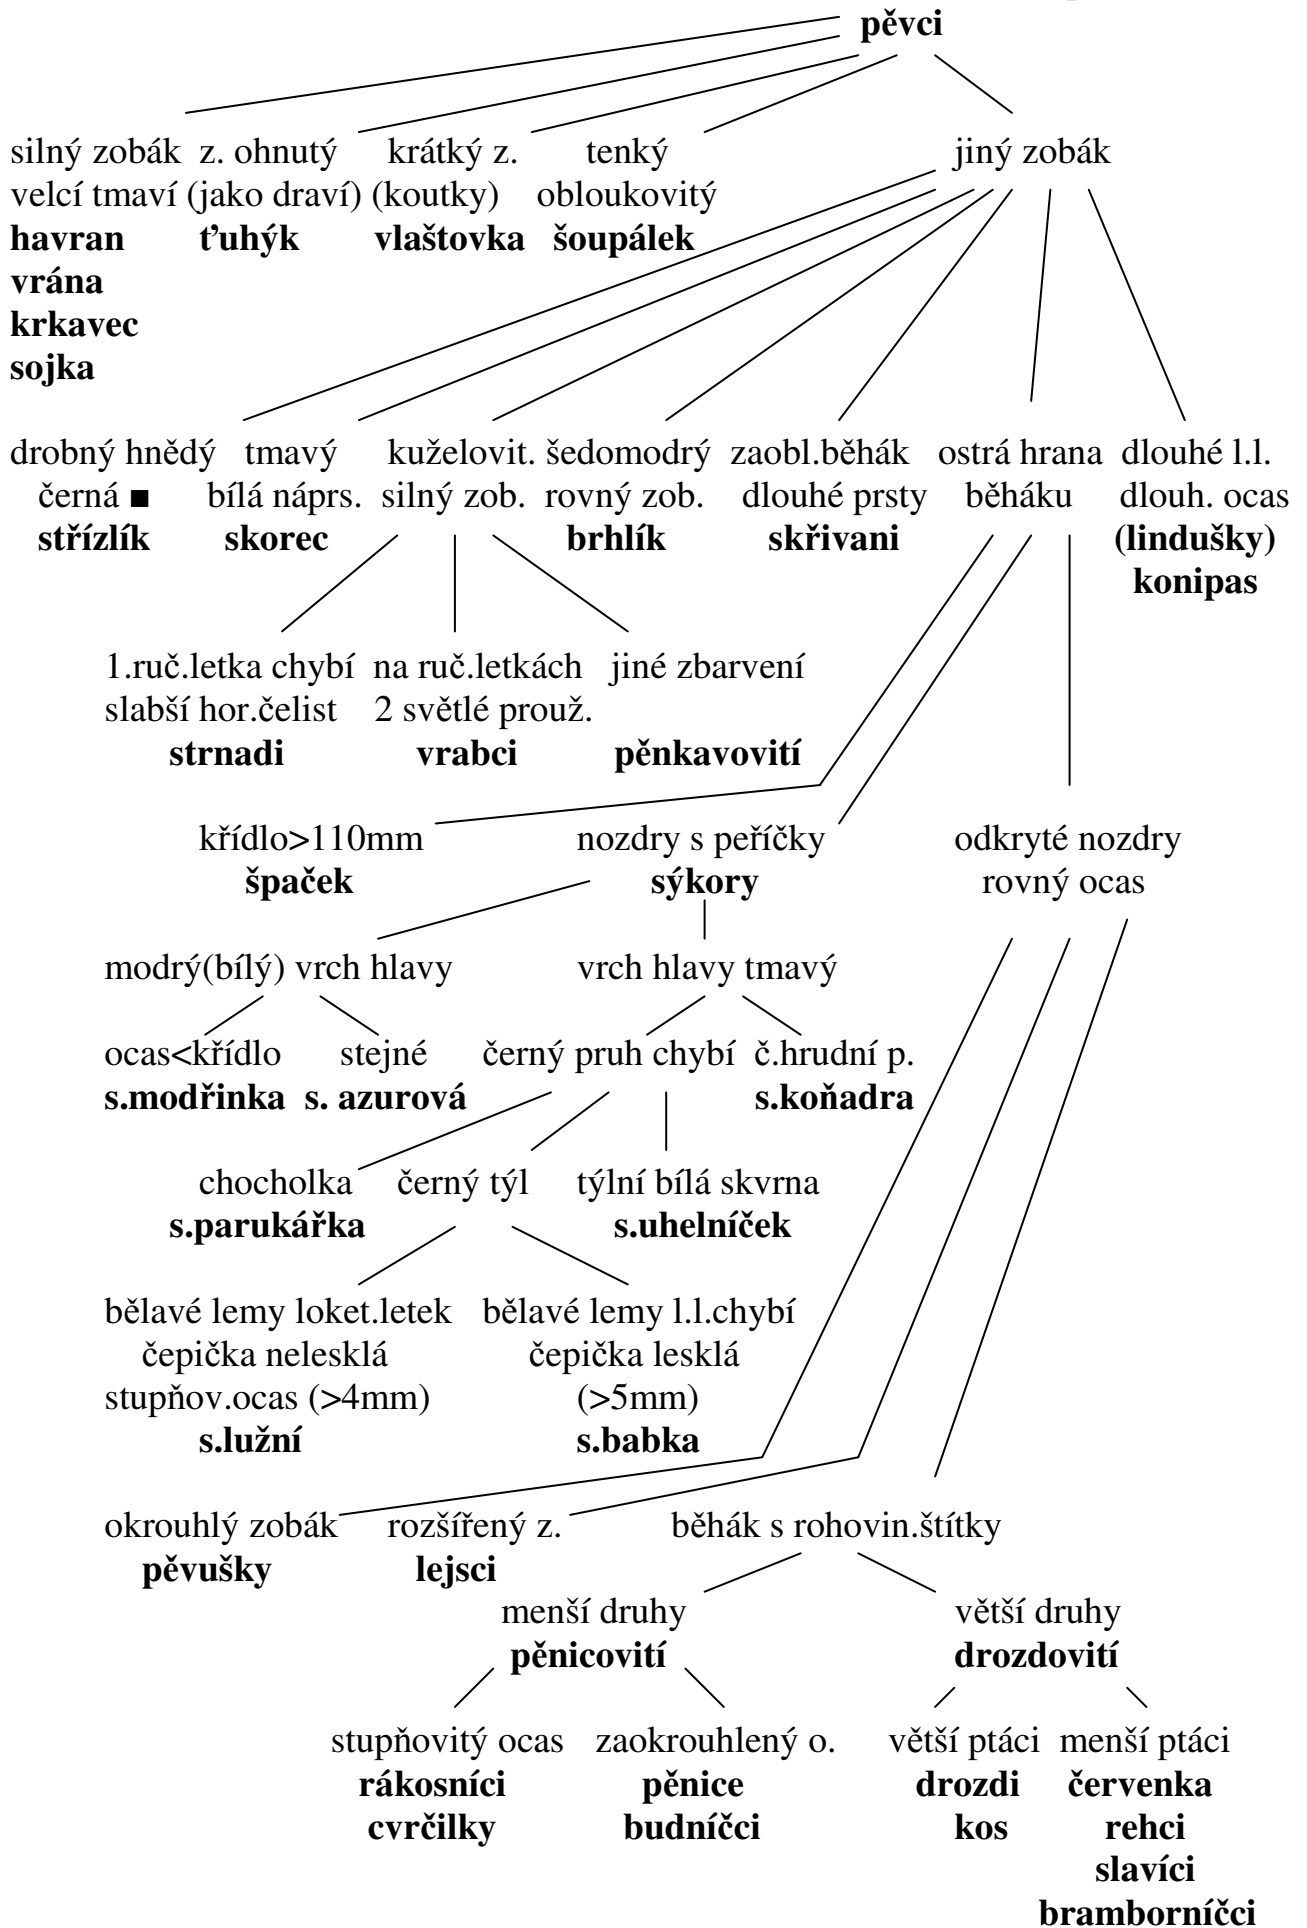 pěvci
silný zobák z. ohnutý krátký z. tenký jiný zobák
velcí tmaví (jako draví) (koutky) obloukovitý
havran ťuhýk vlaštovka šoupálek
vrána
krkavec
sojka
drobný hnědý tmavý kuželovit. šedomodrý zaobl.běhák ostrá hrana dlouhé l.l.
černá ■ bílá náprs. silný zob. rovný zob. dlouhé prsty běháku dlouh. ocas
střízlík skorec brhlík skřivani (lindušky)
konipas
1.ruč.letka chybí na ruč.letkách jiné zbarvení
slabší hor.čelist 2 světlé prouž.
strnadi vrabci pěnkavovití
křídlo>110mm nozdry s peříčky odkryté nozdry
špaček sýkory rovný ocas
modrý(bílý) vrch hlavy vrch hlavy tmavý
ocas<křídlo stejné černý pruh chybí č.hrudní p.
s.modřinka s. azurová s.koňadra
chocholka černý týl týlní bílá skvrna
s.parukářka s.uhelníček
bělavé lemy loket.letek bělavé lemy l.l.chybí
čepička nelesklá čepička lesklá
stupňov.ocas (>4mm) (>5mm)
s.lužní s.babka
okrouhlý zobák rozšířený z. běhák s rohovin.štítky
pěvušky lejsci
menší druhy větší druhy
pěnicovití drozdovití
stupňovitý ocas zaokrouhlený o. větší ptáci menší ptáci
rákosníci pěnice drozdi červenka
cvrčilky budníčci kos rehci
slavíci
bramborníčci